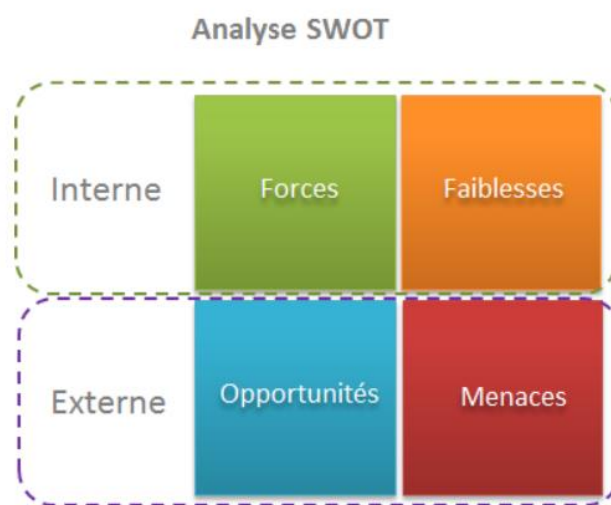 Analyse SWOT
Interne
Forces
Faiblesses
Externe
Opportunités
Menaces